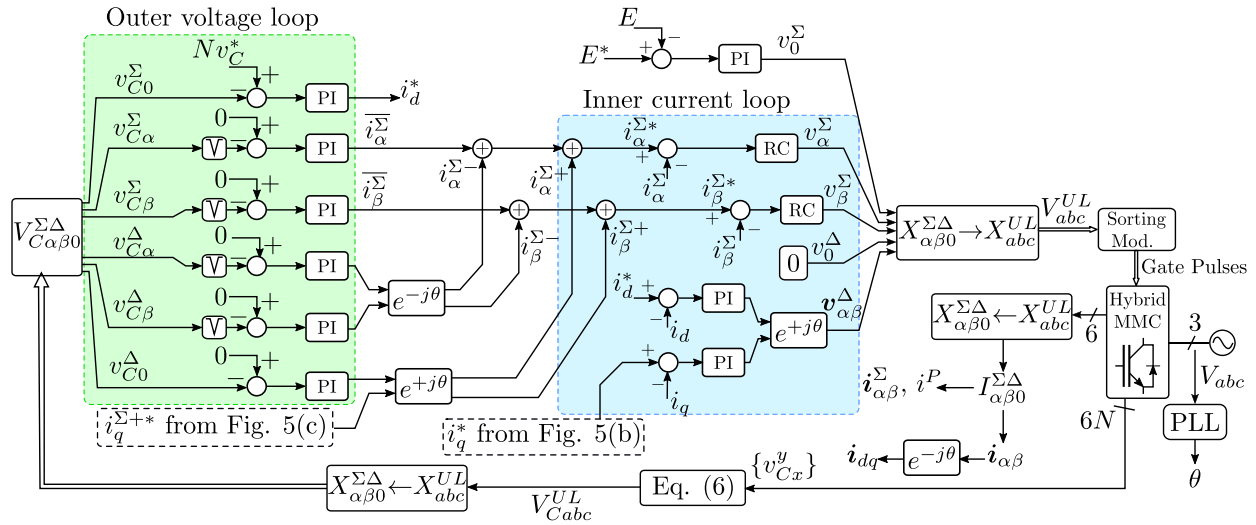 Outer voltage loop
E
−
E* + PI v_0^Σ
Nv_C^*
+
v_{C0}^Σ − PI i_d^*
Inner current loop
0 +
v_{Cα}^Σ − PI \overline{i_α^Σ}
i_α^{Σ−} i_α^{Σ+}
i_α^{Σ*} + − RC v_α^Σ
i_α^Σ
0 +
v_{Cβ}^Σ − PI \overline{i_β^Σ}
i_β^{Σ−} i_β^{Σ+}
i_β^{Σ*} + − RC v_β^Σ
i_β^Σ
V_{Cαβ0}^{ΣΔ}
0 +
v_{Cα}^Δ − PI
0 v_0^Δ
X_{αβ0}^{ΣΔ}→X_{abc}^{UL}
V_{abc}^{UL}
Sorting
Mod.
Gate Pulses
e^{−jθ}
0 +
v_{Cβ}^Δ − PI
i_d^* + − PI
i_d
e^{+jθ} v_{αβ}^Δ
X_{αβ0}^{ΣΔ}←X_{abc}^{UL}
6
Hybrid
MMC
3
V_{abc}
0 +
v_{C0}^Δ − PI
e^{+jθ}
+ − PI
i_q
i_{αβ}^Σ, i^P I_{αβ0}^{ΣΔ}
6N
PLL
θ
i_q^{Σ+*} from Fig. 5(c)
i_q^* from Fig. 5(b)
i_{dq} e^{−jθ} i_{αβ}
X_{αβ0}^{ΣΔ}←X_{abc}^{UL}
V_{Cabc}^{UL}
Eq. (6)
{v_{Cx}^y}